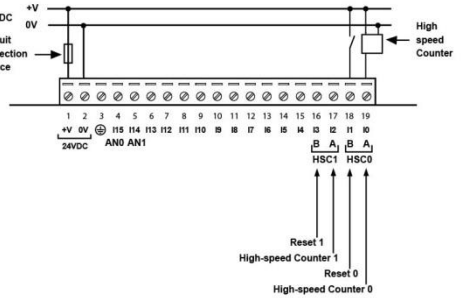 +V
DC
0V
uit
ection
ce
High
speed
Counter
1 2 3 4 5 6 7 8 9 10 11 12 13 14 15 16 17 18 19
+V 0V I15 I14 I13 I12 I11 I10 I9 I8 I7 I6 I5 I4 I3 I2 I1 I0
24VDC
AN0 AN1
B A B A
HSC1 HSC0
Reset 1
High-speed Counter 1
Reset 0
High-speed Counter 0